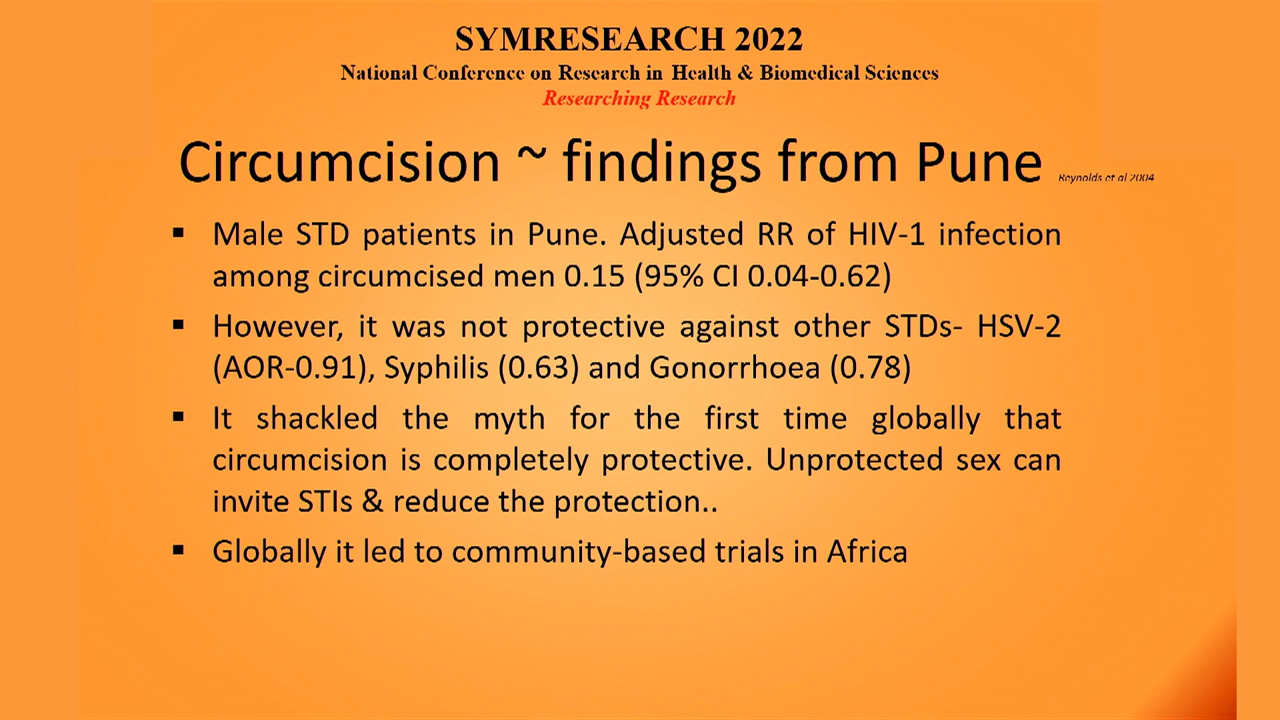 SYMRESEARCH 2022
National Conference on Research in Health & Biomedical Sciences
Researching Research
Circumcision ~ findings from Pune Reynolds et al 2004
▪ Male STD patients in Pune. Adjusted RR of HIV-1 infection
among circumcised men 0.15 (95% CI 0.04-0.62)
▪ However, it was not protective against other STDs- HSV-2
(AOR-0.91), Syphilis (0.63) and Gonorrhoea (0.78)
▪ It shackled the myth for the first time globally that
circumcision is completely protective. Unprotected sex can
invite STIs & reduce the protection..
▪ Globally it led to community-based trials in Africa